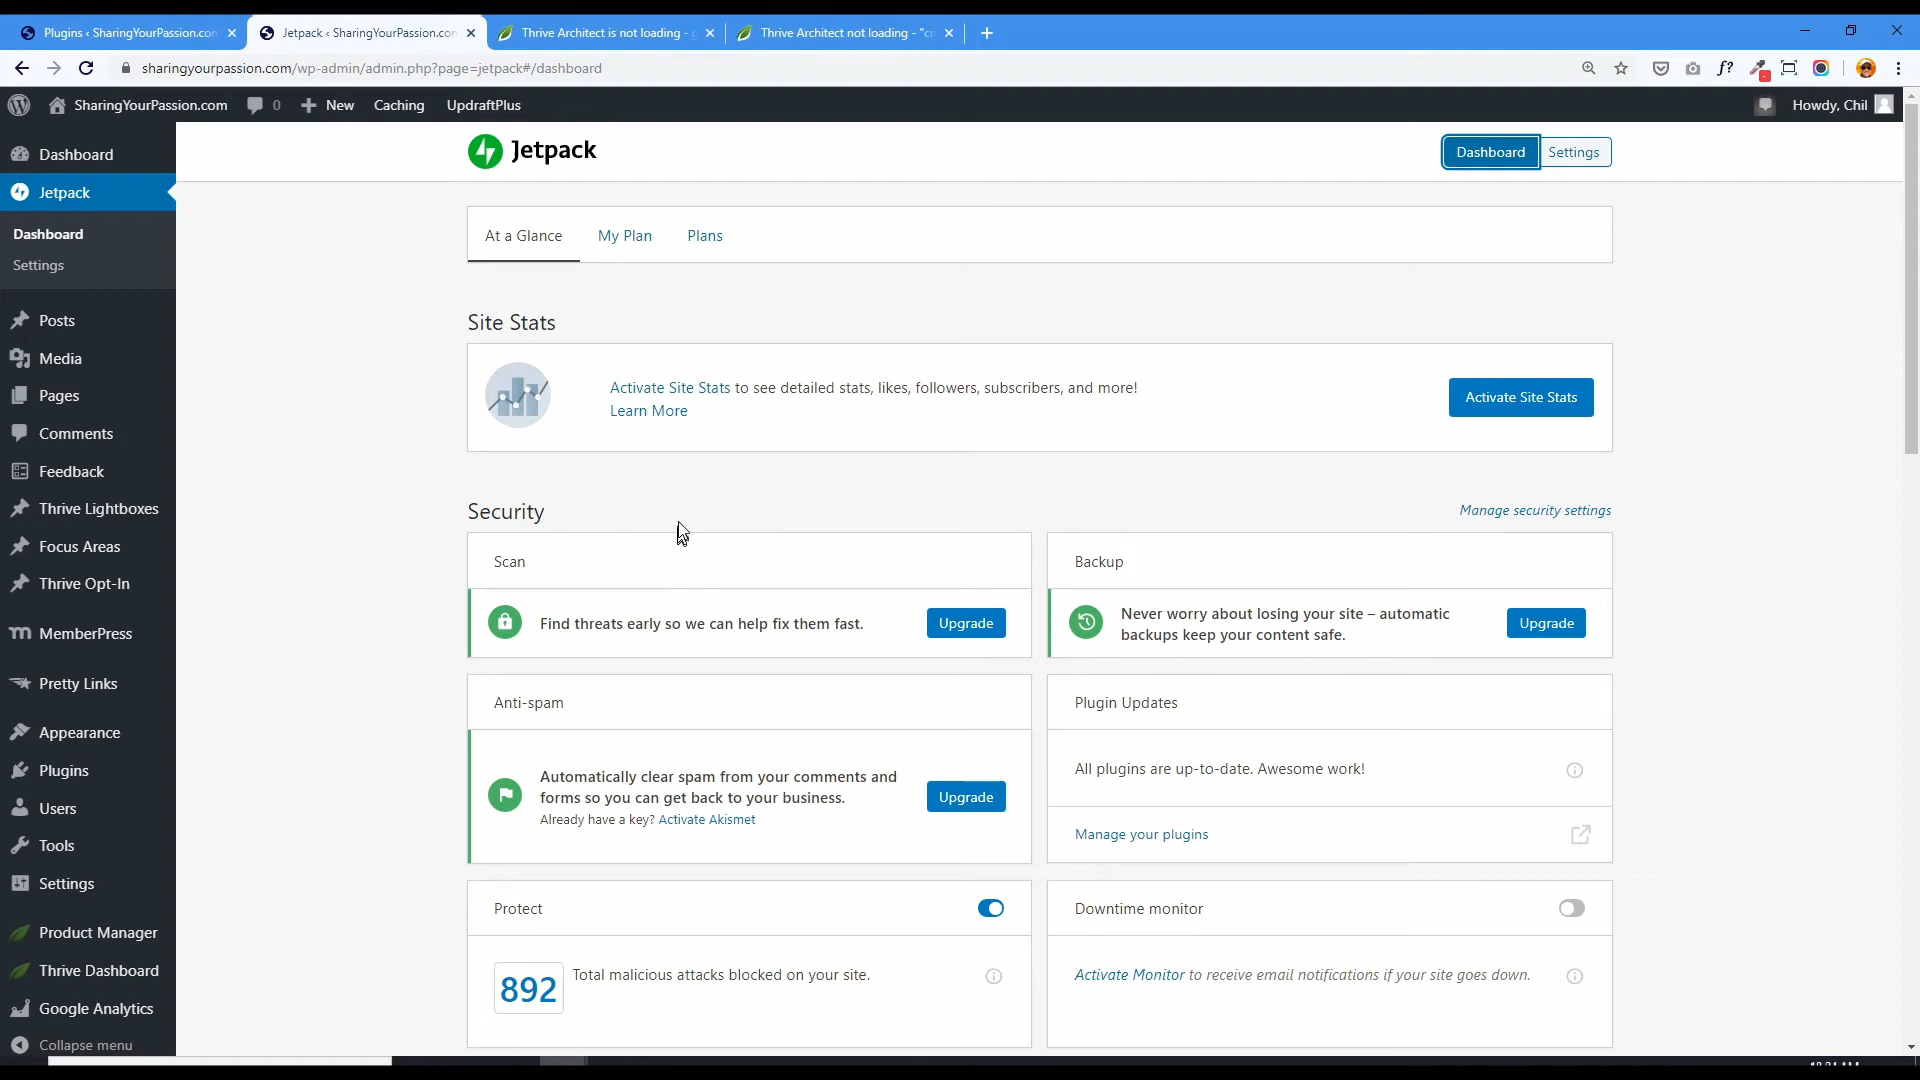 Plugins ‹ SharingYourPassion.com
Jetpack ‹ SharingYourPassion.com
Thrive Architect is not loading -
Thrive Architect not loading - "c
sharingyourpassion.com/wp-admin/admin.php?page=jetpack#/dashboard
f?
SharingYourPassion.com
0
New
Caching
UpdraftPlus
Howdy, Chil
Dashboard
Jetpack
Dashboard
Settings
Posts
Media
Pages
Comments
Feedback
Thrive Lightboxes
Focus Areas
Thrive Opt-In
MemberPress
Pretty Links
Appearance
Plugins
Users
Tools
Settings
Product Manager
Thrive Dashboard
Google Analytics
Collapse menu
Jetpack
Dashboard
Settings
At a Glance
My Plan
Plans
Site Stats
Activate Site Stats to see detailed stats, likes, followers, subscribers, and more!
Learn More
Activate Site Stats
Security
Manage security settings
Scan
Find threats early so we can help fix them fast.
Upgrade
Backup
Never worry about losing your site – automatic
backups keep your content safe.
Upgrade
Anti-spam
Automatically clear spam from your comments and
forms so you can get back to your business.
Already have a key? Activate Akismet
Upgrade
Plugin Updates
All plugins are up-to-date. Awesome work!
Manage your plugins
Protect
892
Total malicious attacks blocked on your site.
Downtime monitor
Activate Monitor to receive email notifications if your site goes down.